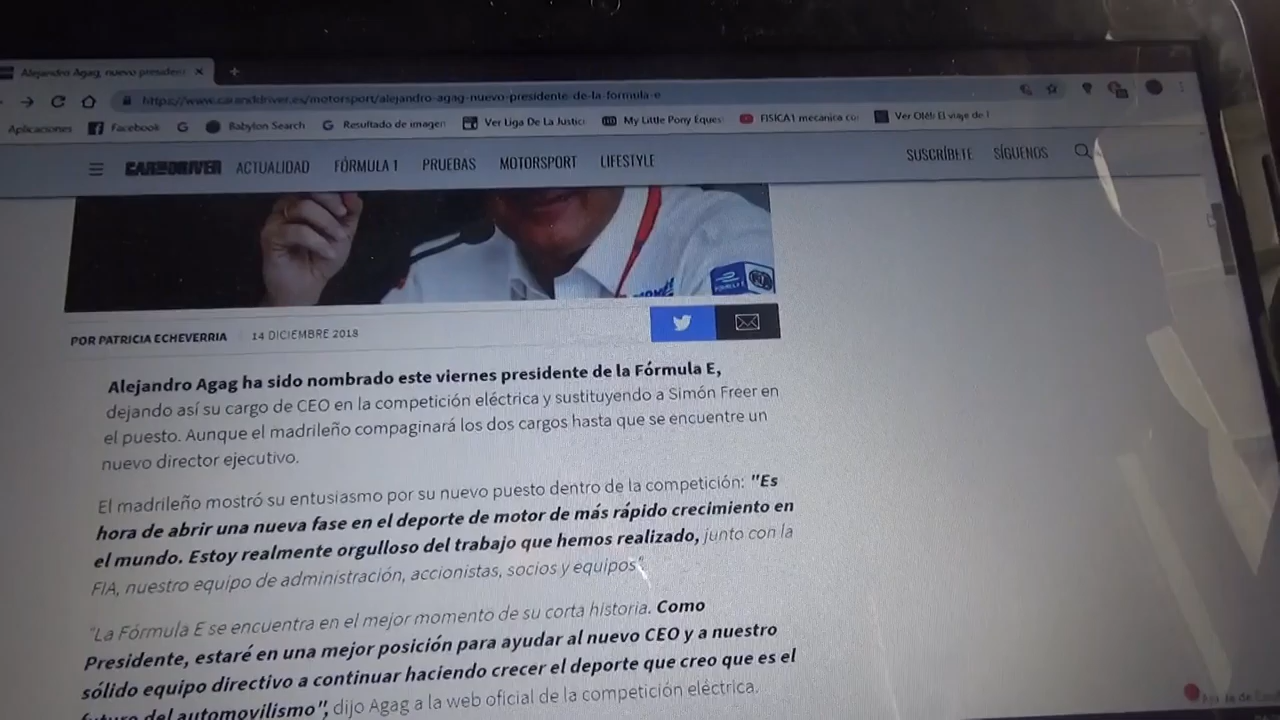 Alejandro Agag, nuevo president
https://www.caranddriver.es/motorsport/alejandro-agag-nuevo-presidente-de-la-formula-e
Aplicaciones Facebook Babylon Search Resultado de imagen Ver Liga De La Justic My Little Pony Eques FISICA1 mecanica cu Ver Olé! El viaje de
CAR AND DRIVER ACTUALIDAD FÓRMULA 1 PRUEBAS MOTORSPORT LIFESTYLE SUSCRÍBETE SÍGUENOS
POR PATRICIA ECHEVERRIA 14 DICIEMBRE 2018
Alejandro Agag ha sido nombrado este viernes presidente de la Fórmula E,
dejando así su cargo de CEO en la competición eléctrica y sustituyendo a Simón Freer en
el puesto. Aunque el madrileño compaginará los dos cargos hasta que se encuentre un
nuevo director ejecutivo.
El madrileño mostró su entusiasmo por su nuevo puesto dentro de la competición: "Es
hora de abrir una nueva fase en el deporte de motor de más rápido crecimiento en
el mundo. Estoy realmente orgulloso del trabajo que hemos realizado, junto con la
FIA, nuestro equipo de administración, accionistas, socios y equipos".
"La Fórmula E se encuentra en el mejor momento de su corta historia. Como
Presidente, estaré en una mejor posición para ayudar al nuevo CEO y a nuestro
sólido equipo directivo a continuar haciendo crecer el deporte que creo que es el
futuro del automovilismo", dijo Agag a la web oficial de la competición eléctrica.